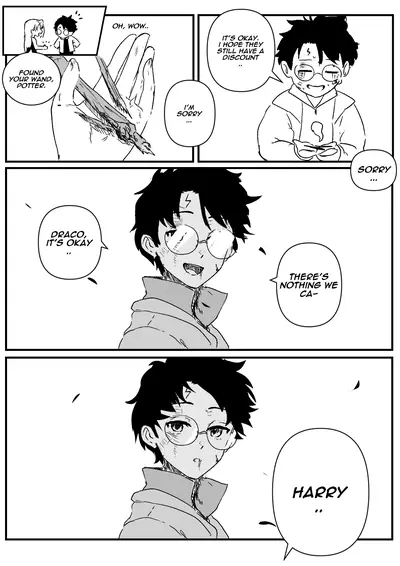 OH, WOW..
FOUND
YOUR WAND,
POTTER.
I'M
SORRY
...
IT'S OKAY.
I HOPE THEY
STILL HAVE A
DISCOUNT
..
SORRY
...
DRACO,
IT'S OKAY
..
THERE'S
NOTHING WE
CA-
HARRY
..